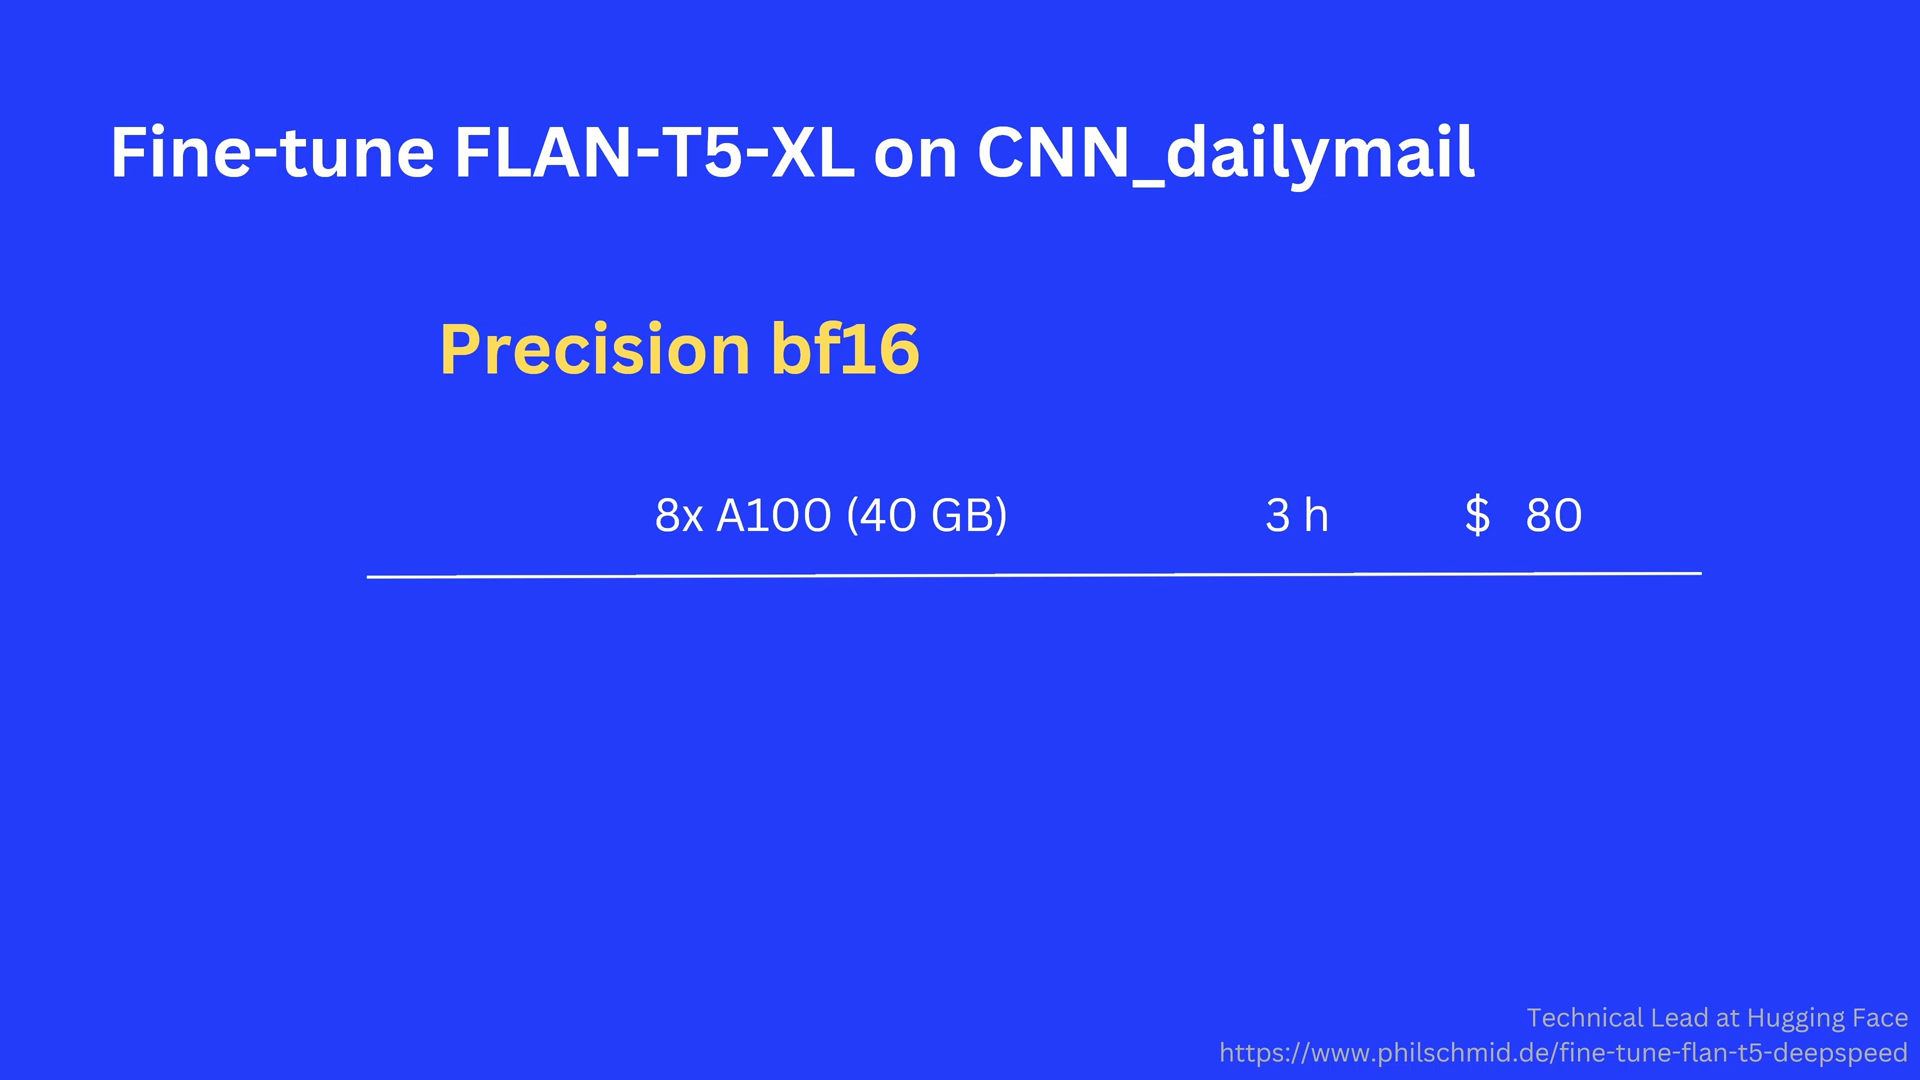 Fine-tune FLAN-T5-XL on CNN_dailymail
Precision bf16
8x A100 (40 GB) 3 h $ 80
Technical Lead at Hugging Face
https://www.philschmid.de/fine-tune-flan-t5-deepspeed